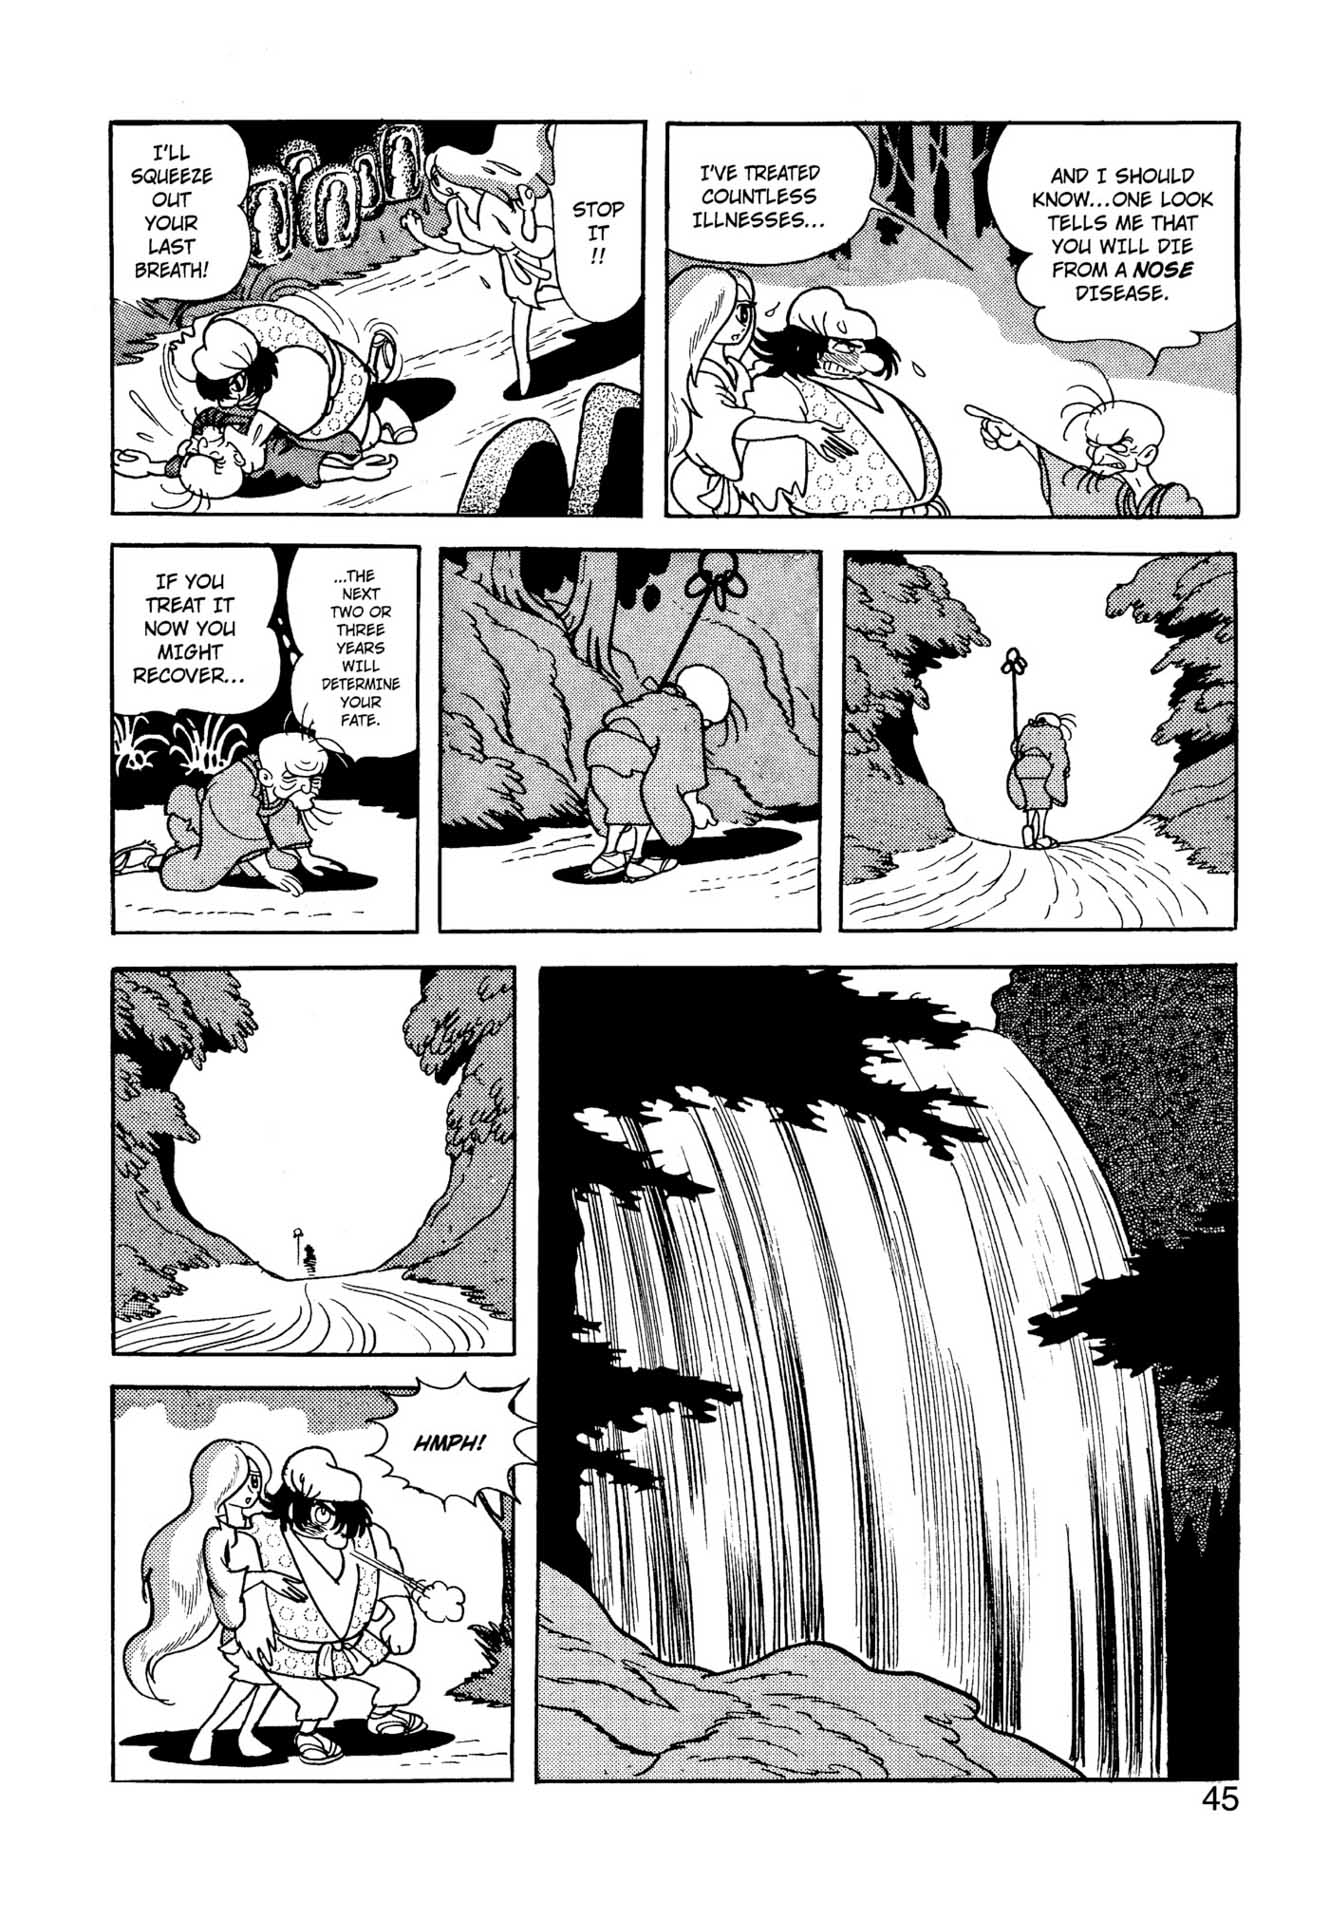 I'LL
SQUEEZE
OUT
YOUR
LAST
BREATH!
STOP
IT
!!
I'VE TREATED
COUNTLESS
ILLNESSES...
AND I SHOULD
KNOW...ONE LOOK
TELLS ME THAT
YOU WILL DIE
FROM A NOSE
DISEASE.
IF YOU
TREAT IT
NOW YOU
MIGHT
RECOVER...
...THE
NEXT
TWO OR
THREE
YEARS
WILL
DETERMINE
YOUR
FATE.
HMPH!
45